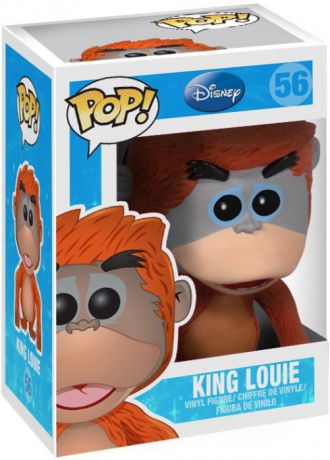 POP!
POP!
Disney
56
KING LOUIE
56
KING LOUIE
VINYL FIGURE/ CHIFFRE DE VINYLE/
FIGURA DE VINILO